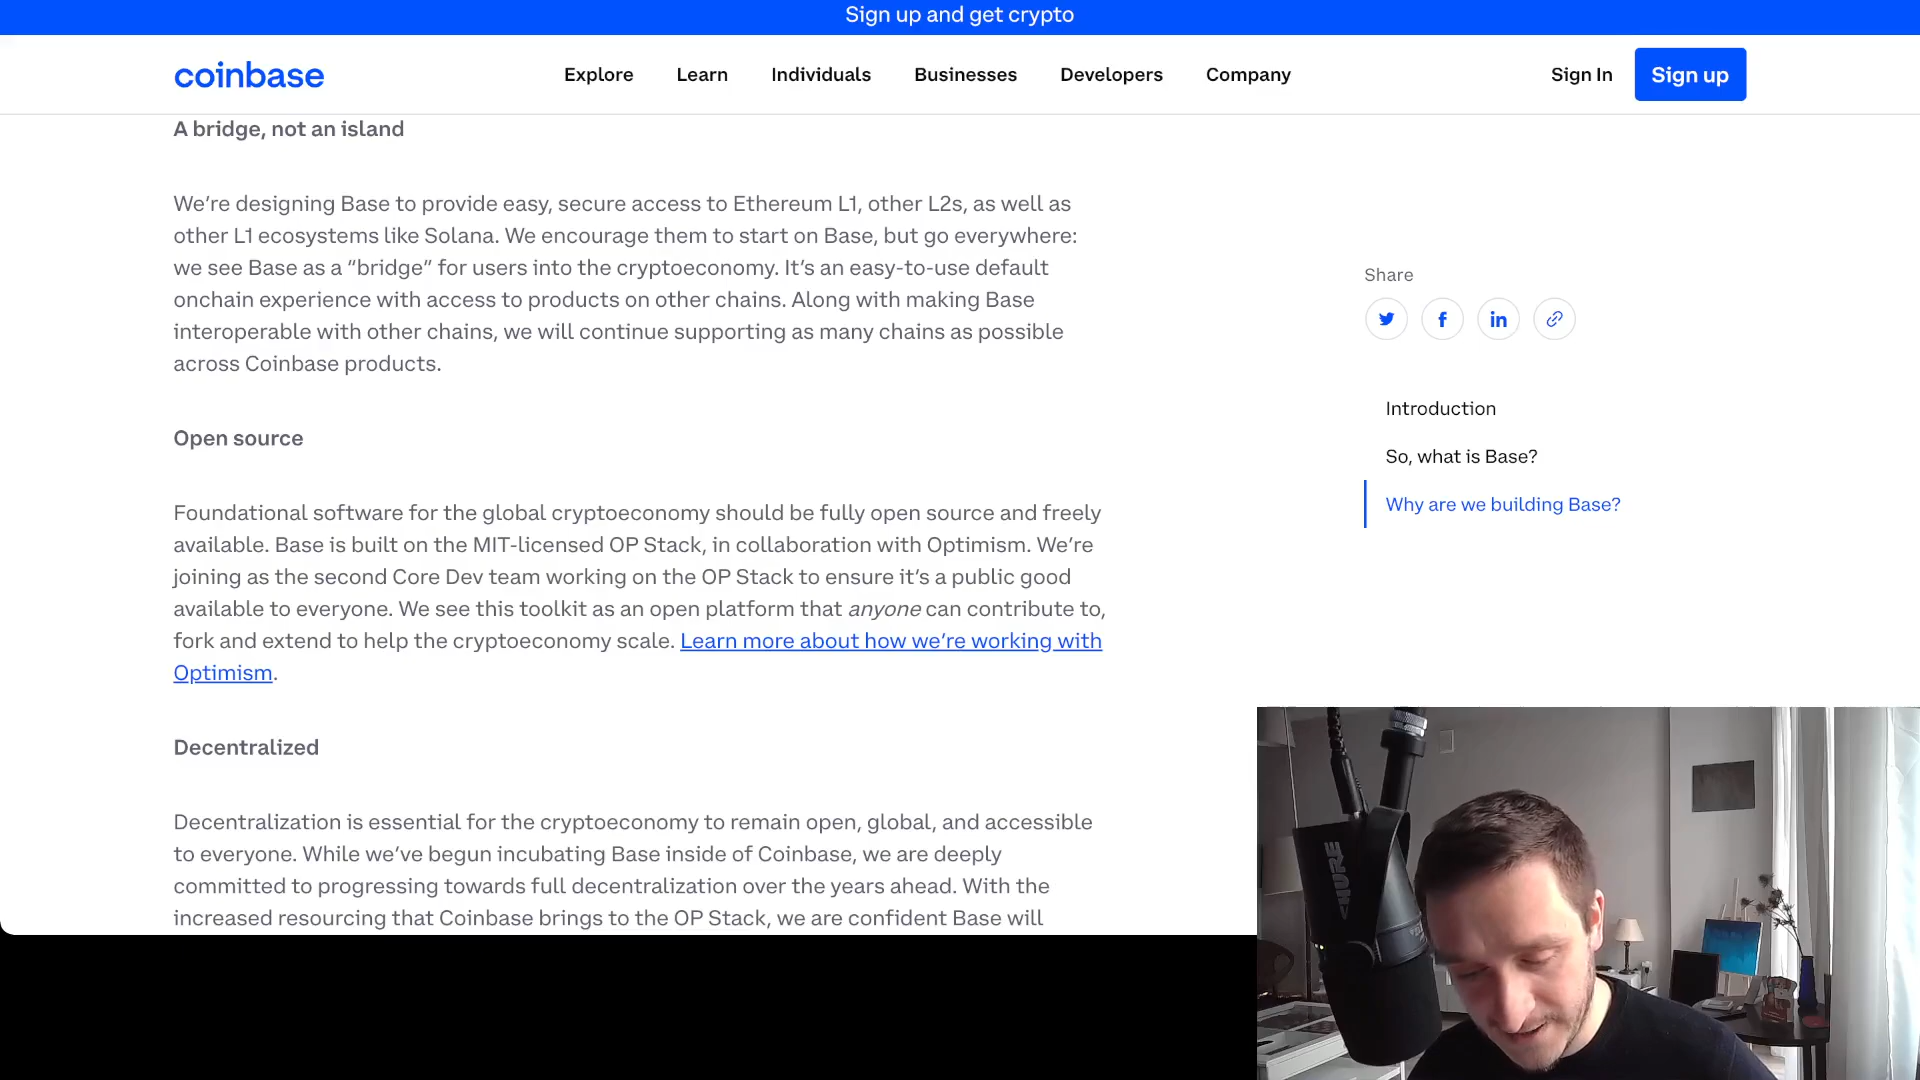 Sign up and get crypto
coinbase
Explore
Learn
Individuals
Businesses
Developers
Company
Sign In
Sign up
A bridge, not an island
We’re designing Base to provide easy, secure access to Ethereum L1, other L2s, as well as
other L1 ecosystems like Solana. We encourage them to start on Base, but go everywhere:
we see Base as a “bridge” for users into the cryptoeconomy. It’s an easy-to-use default
onchain experience with access to products on other chains. Along with making Base
interoperable with other chains, we will continue supporting as many chains as possible
across Coinbase products.
Open source
Foundational software for the global cryptoeconomy should be fully open source and freely
available. Base is built on the MIT-licensed OP Stack, in collaboration with Optimism. We’re
joining as the second Core Dev team working on the OP Stack to ensure it’s a public good
available to everyone. We see this toolkit as an open platform that anyone can contribute to,
fork and extend to help the cryptoeconomy scale. Learn more about how we’re working with
Optimism.
Decentralized
Decentralization is essential for the cryptoeconomy to remain open, global, and accessible
to everyone. While we’ve begun incubating Base inside of Coinbase, we are deeply
committed to progressing towards full decentralization over the years ahead. With the
increased resourcing that Coinbase brings to the OP Stack, we are confident Base will
Share
Introduction
So, what is Base?
Why are we building Base?
SHURE